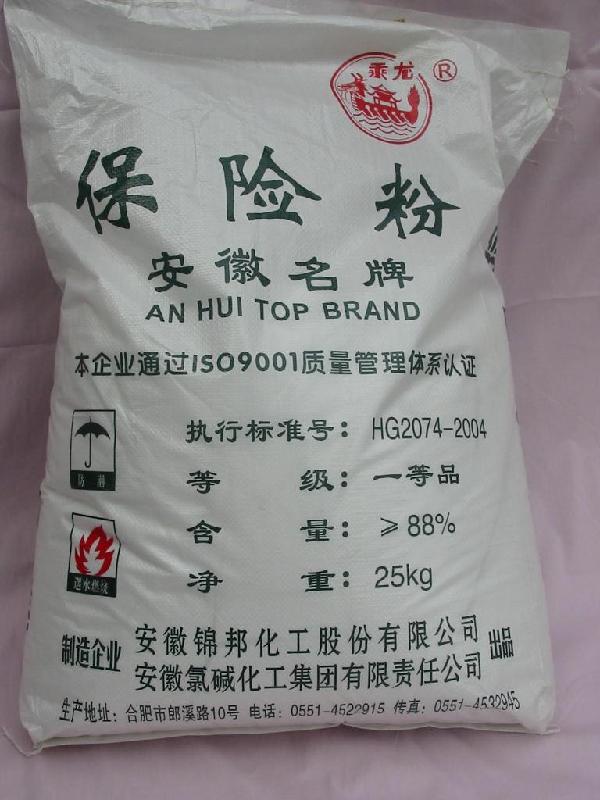 乘龙 ®
保险粉
安徽名牌
AN HUI TOP BRAND
本企业通过ISO9001质量管理体系认证
执行标准号：HG2074-2004
等级：一等品
防潮
含量：≥88%
净重：25kg
遇水燃烧
制造企业 安徽锦邦化工股份有限公司 出品
安徽氯碱化工集团有限责任公司
生产地址：合肥市郎溪路10号 电话：0551-4522915 传真：0551-4532945